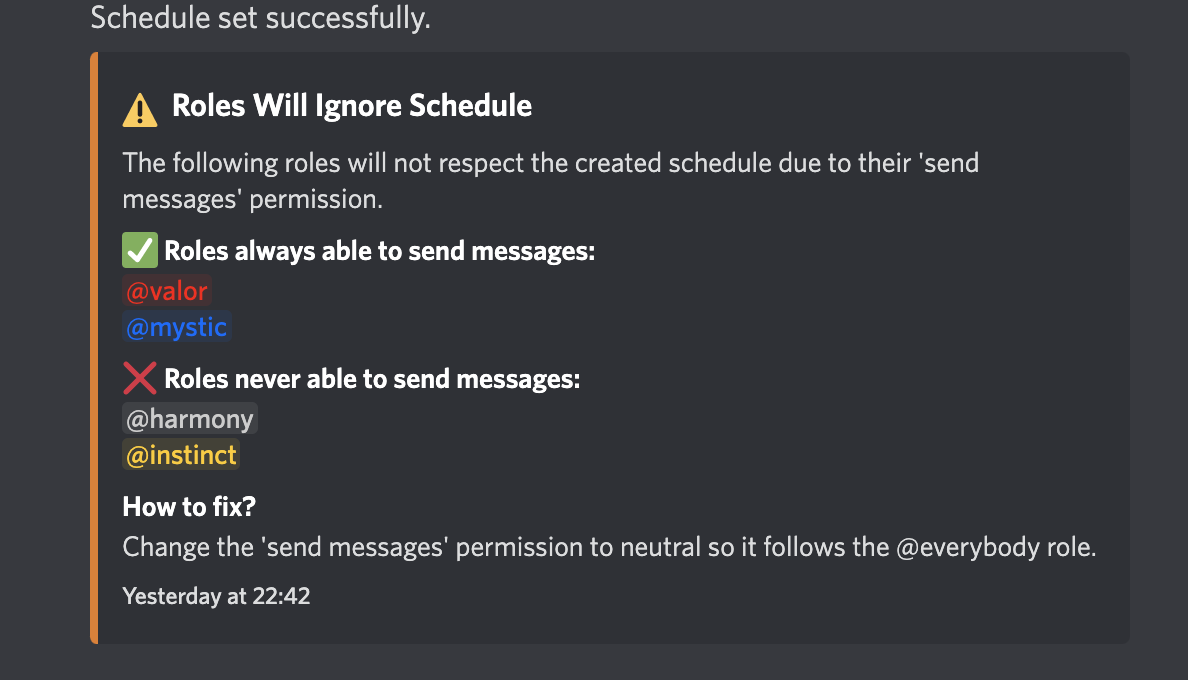 Schedule set successfully.
⚠️ Roles Will Ignore Schedule
The following roles will not respect the created schedule due to their 'send
messages' permission.
✅ Roles always able to send messages:
@valor
@mystic
❌ Roles never able to send messages:
@harmony
@instinct
How to fix?
Change the 'send messages' permission to neutral so it follows the @everybody role.
Yesterday at 22:42